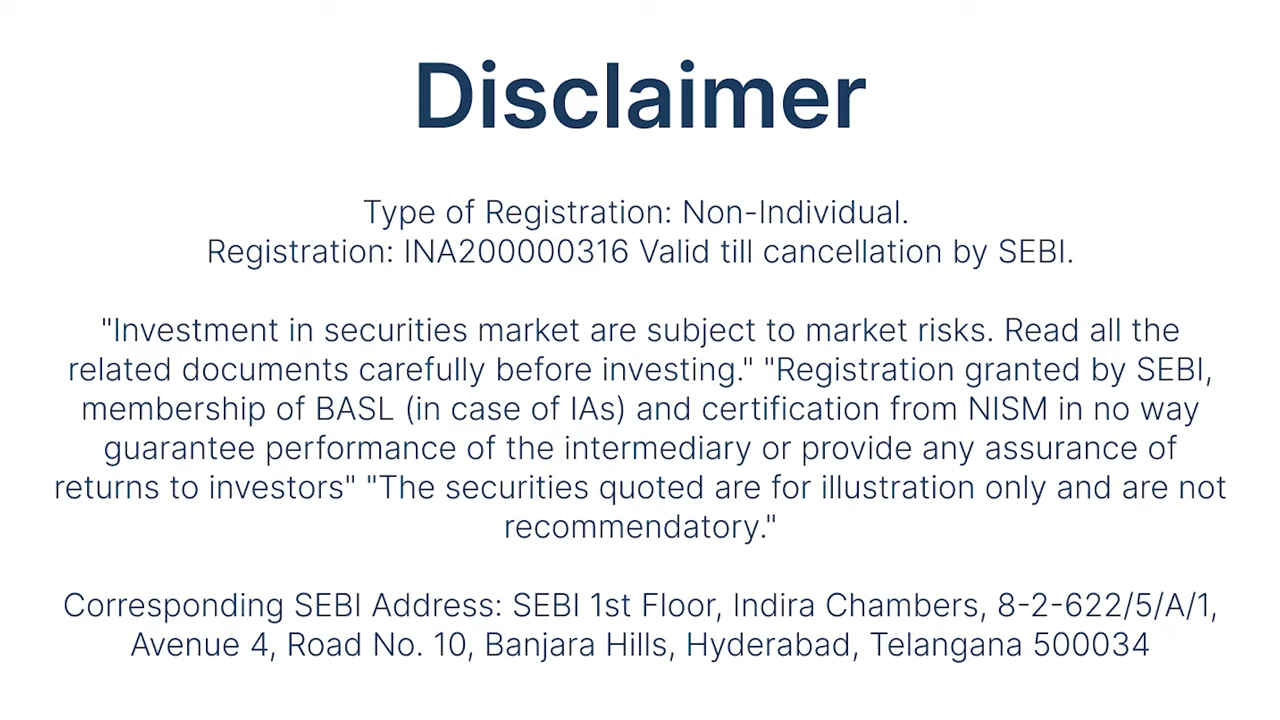 Disclaimer
Type of Registration: Non-Individual.
Registration: INA200000316 Valid till cancellation by SEBI.
"Investment in securities market are subject to market risks. Read all the
related documents carefully before investing." "Registration granted by SEBI,
membership of BASL (in case of IAs) and certification from NISM in no way
guarantee performance of the intermediary or provide any assurance of
returns to investors" "The securities quoted are for illustration only and are not
recommendatory."
Corresponding SEBI Address: SEBI 1st Floor, Indira Chambers, 8-2-622/5/A/1,
Avenue 4, Road No. 10, Banjara Hills, Hyderabad, Telangana 500034